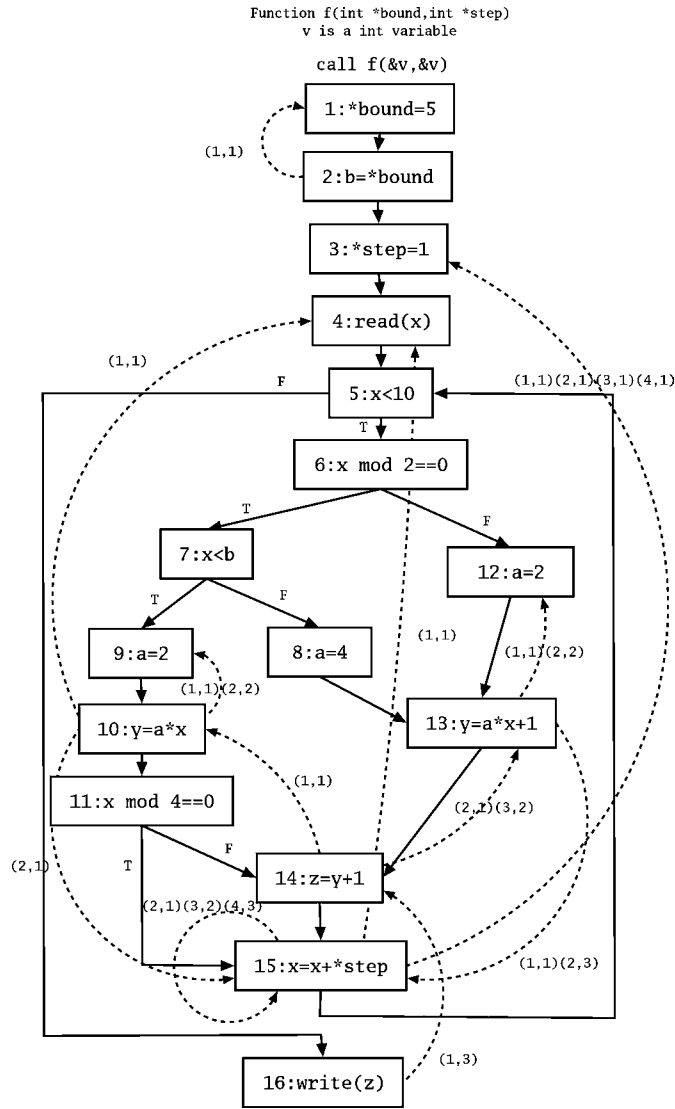 Function f(int *bound,int *step)
v is a int variable
call f(&v,&v)
1:*bound=5
(1,1)
2:b=*bound
3:*step=1
4:read(x)
(1,1)
F
5:x<10
(1,1)(2,1)(3,1)(4,1)
T
6:x mod 2==0
T
F
7:x<b
12:a=2
T
F
9:a=2
8:a=4
(1,1)
(1,1)(2,2)
(1,1)(2,2)
10:y=a*x
13:y=a*x+1
(1,1)
11:x mod 4==0
(2,1)(3,2)
F
T
(2,1)
14:z=y+1
(2,1)(3,2)(4,3)
15:x=x+*step
(1,1)(2,3)
(1,3)
16:write(z)